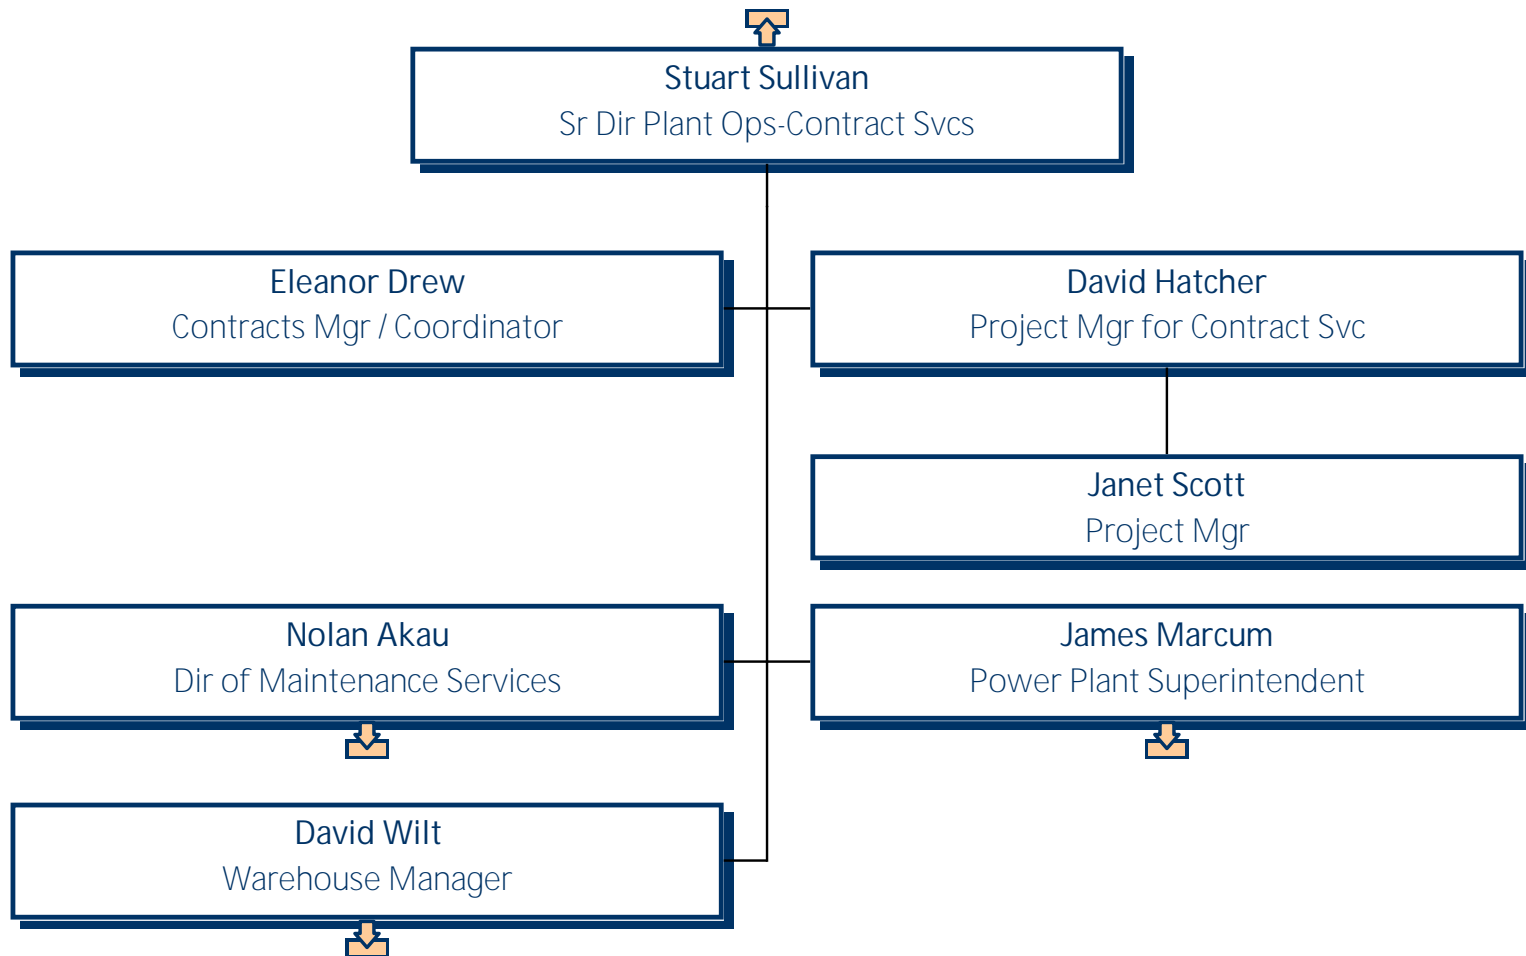 Stuart Sullivan
Sr Dir Plant Ops-Contract Svcs
Eleanor Drew
Contracts Mgr / Coordinator
David Hatcher
Project Mgr for Contract Svc
Janet Scott
Project Mgr
Nolan Akau
Dir of Maintenance Services
James Marcum
Power Plant Superintendent
David Wilt
Warehouse Manager